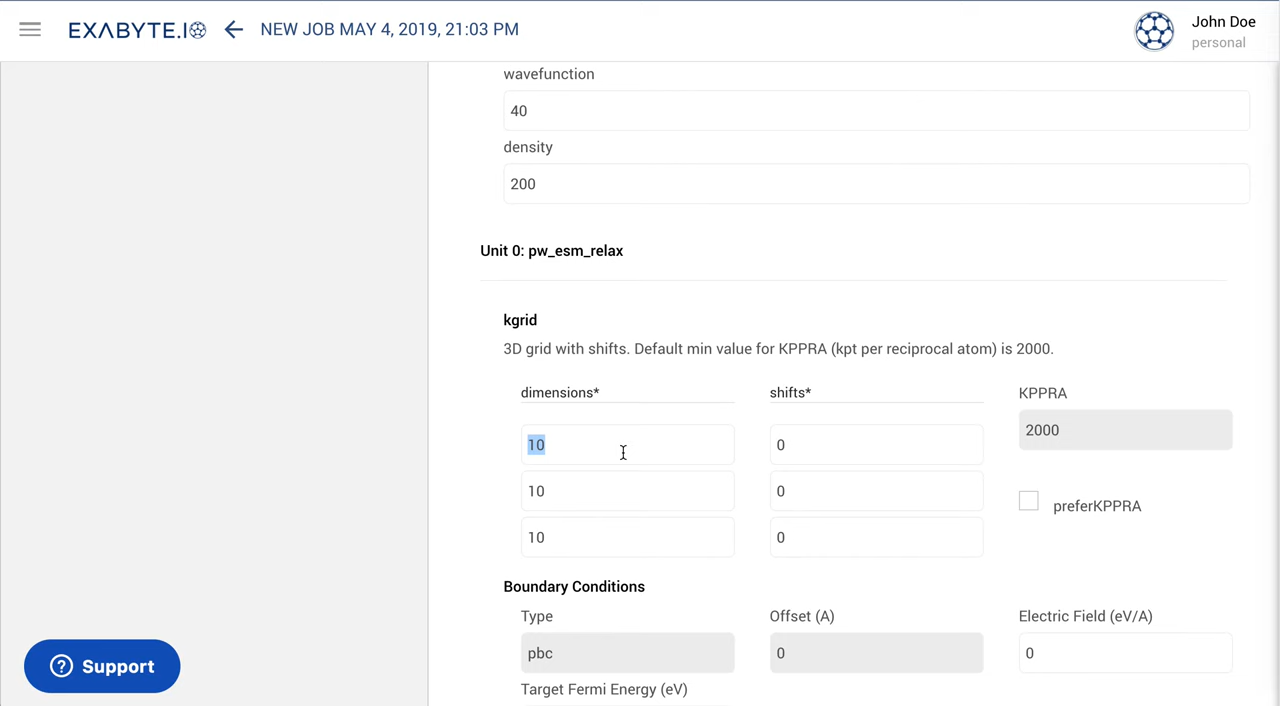 EXABYTE.IO
NEW JOB MAY 4, 2019, 21:03 PM
John Doe
personal
wavefunction
40
density
200
Unit 0: pw_esm_relax
kgrid
3D grid with shifts. Default min value for KPPRA (kpt per reciprocal atom) is 2000.
dimensions* shifts* KPPRA
10 0 2000
10 0 preferKPPRA
10 0
Boundary Conditions
Type Offset (A) Electric Field (eV/A)
pbc 0 0
Target Fermi Energy (eV)
Support